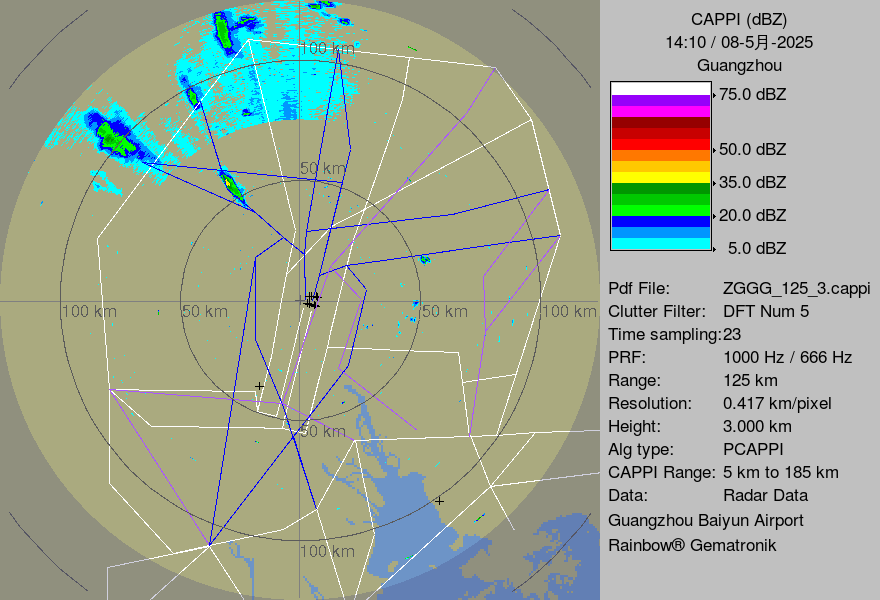 CAPPI (dBZ)
14:10 / 08-5月-2025
Guangzhou
75.0 dBZ
50.0 dBZ
35.0 dBZ
20.0 dBZ
5.0 dBZ
Pdf File: ZGGG_125_3.cappi
Clutter Filter: DFT Num 5
Time sampling:23
PRF: 1000 Hz / 666 Hz
Range: 125 km
Resolution: 0.417 km/pixel
Height: 3.000 km
Alg type: PCAPPI
CAPPI Range: 5 km to 185 km
Data: Radar Data
Guangzhou Baiyun Airport
Rainbow® Gematronik
100 km
50 km
100 km
50 km
50 km
100 km
50 km
100 km